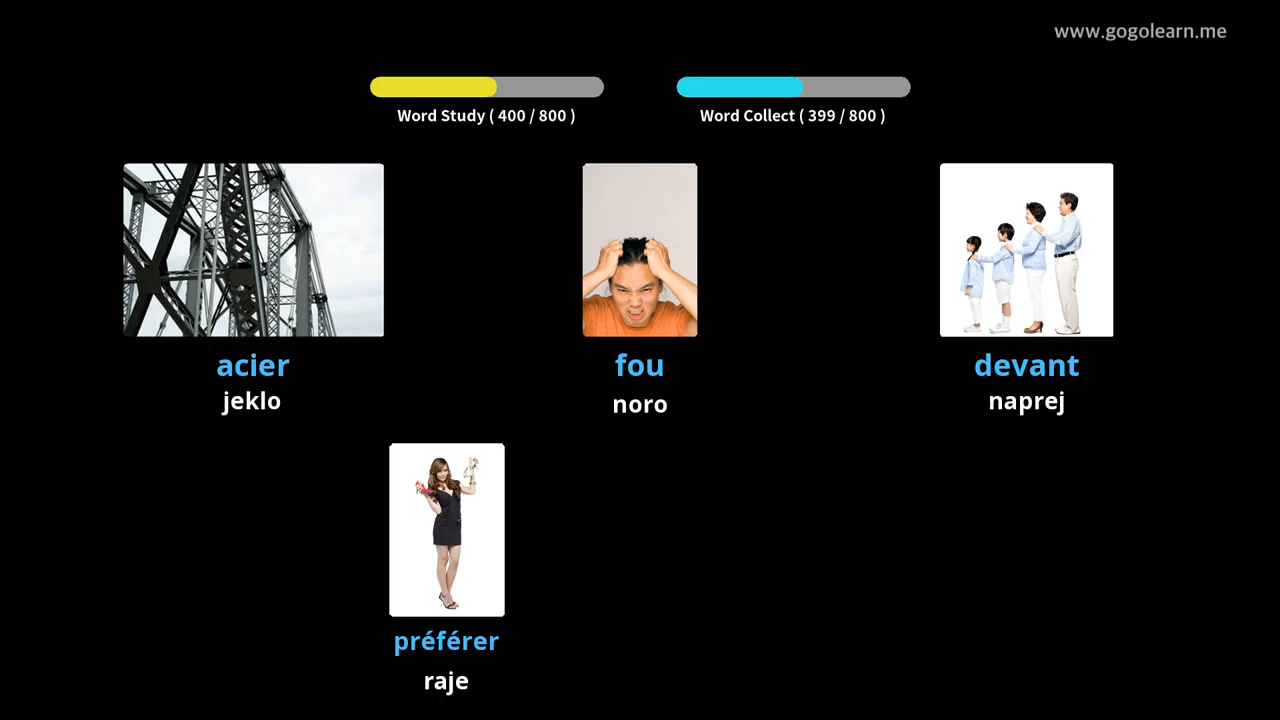 www.gogolearn.me
Word Study ( 400 / 800 )
Word Collect ( 399 / 800 )
acier
jeklo
fou
noro
devant
naprej
préférer
raje